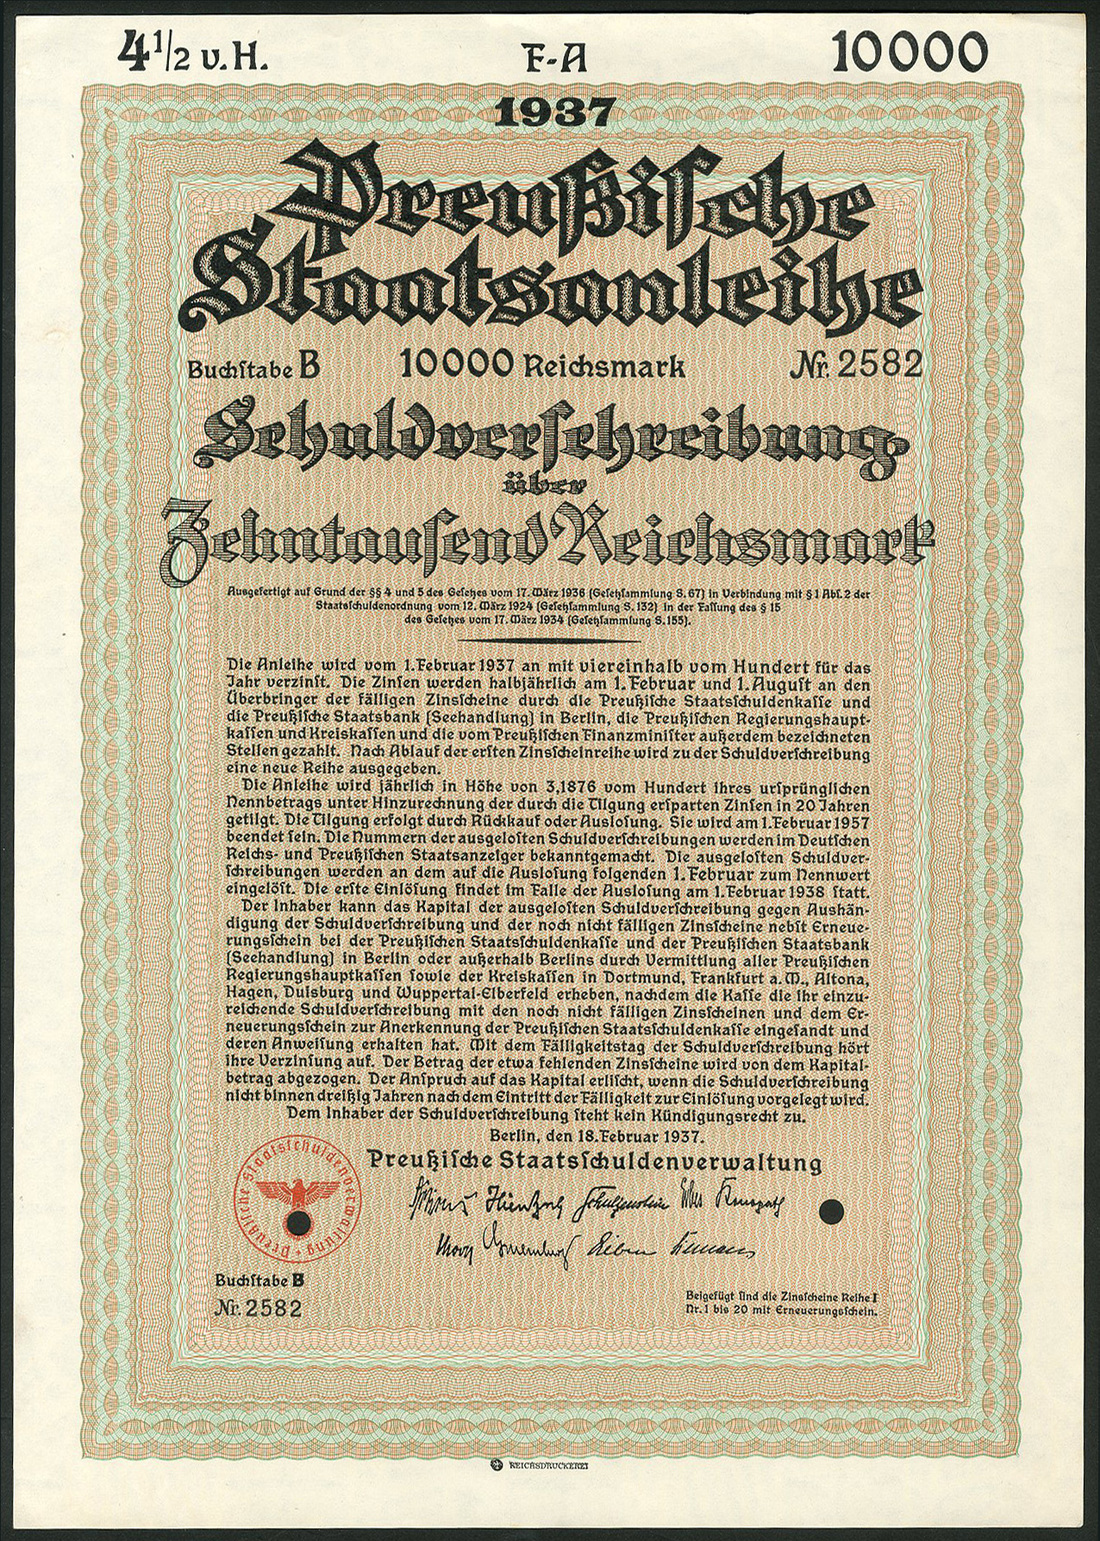 4 1/2 v.H. F-A 10000
1937
Preußische
Staatsanleihe
Buchstabe B 10000 Reichsmark Nr. 2582
Schuldverschreibung
über
Zehntausend Reichsmark
Ausgefertigt auf Grund der §§ 4 und 5 des Gesetzes vom 17. März 1936 (Gesetzsammlung S. 67) in Verbindung mit § 1 Abs. 2 der
Staatsschuldenordnung vom 12. März 1924 (Gesetzsammlung S. 132) in der Fassung des § 15
des Gesetzes vom 17. März 1934 (Gesetzsammlung S. 155).
Die Anleihe wird vom 1. Februar 1937 an mit viereinhalb vom Hundert für das
Jahr verzinst. Die Zinsen werden halbjährlich am 1. Februar und 1. August an den
Überbringer der fälligen Zinsscheine durch die Preußische Staatsschuldenkasse und
die Preußische Staatsbank (Seehandlung) in Berlin, die Preußischen Regierungshaupt-
kassen und Kreiskassen und die vom Preußischen Finanzminister außerdem bezeichneten
Stellen gezahlt. Nach Ablauf der ersten Zinsscheinreihe wird zu der Schuldverschreibung
eine neue Reihe ausgegeben.
Die Anleihe wird jährlich in Höhe von 3,1876 vom Hundert ihres ursprünglichen
Nennbetrags unter Hinzurechnung der durch die Tilgung ersparten Zinsen in 20 Jahren
getilgt. Die Tilgung erfolgt durch Rückkauf oder Auslosung. Sie wird am 1. Februar 1957
beendet sein. Die Nummern der ausgelosten Schuldverschreibungen werden im Deutschen
Reichs- und Preußischen Staatsanzeiger bekanntgemacht. Die ausgelosten Schuldver-
schreibungen werden an dem auf die Auslosung folgenden 1. Februar zum Nennwert
eingelöst. Die erste Einlösung findet im Falle der Auslosung am 1. Februar 1938 statt.
Der Inhaber kann das Kapital der ausgelosten Schuldverschreibung gegen Aushän-
digung der Schuldverschreibung und der noch nicht fälligen Zinsscheine nebst Erneue-
rungsschein bei der Preußischen Staatsschuldenkasse und der Preußischen Staatsbank
(Seehandlung) in Berlin oder außerhalb Berlins durch Vermittlung aller Preußischen
Regierungshauptkassen sowie der Kreiskassen in Dortmund, Frankfurt a. M., Altona,
Hagen, Duisburg und Wuppertal-Elberfeld erheben, nachdem die Kasse die ihr einzu-
reichende Schuldverschreibung mit den noch nicht fälligen Zinsscheinen und dem Er-
neuerungsschein zur Anerkennung der Preußischen Staatsschuldenkasse eingesandt und
deren Anweisung erhalten hat. Mit dem Fälligkeitstag der Schuldverschreibung hört
ihre Verzinsung auf. Der Betrag der etwa fehlenden Zinsscheine wird von dem Kapital-
betrag abgezogen. Der Anspruch auf das Kapital erlischt, wenn die Schuldverschreibung
nicht binnen dreißig Jahren nach dem Eintritt der Fälligkeit zur Einlösung vorgelegt wird.
Dem Inhaber der Schuldverschreibung steht kein Kündigungsrecht zu.
Berlin, den 18. Februar 1937.
Preußische Staatsschuldenverwaltung
Preußische Staatsschuldenverwaltung
Buchstabe B
Nr. 2582
Beigefügt sind die Zinsscheine Reihe I
Nr. 1 bis 20 mit Erneuerungsschein.
REICHSDRUCKEREI